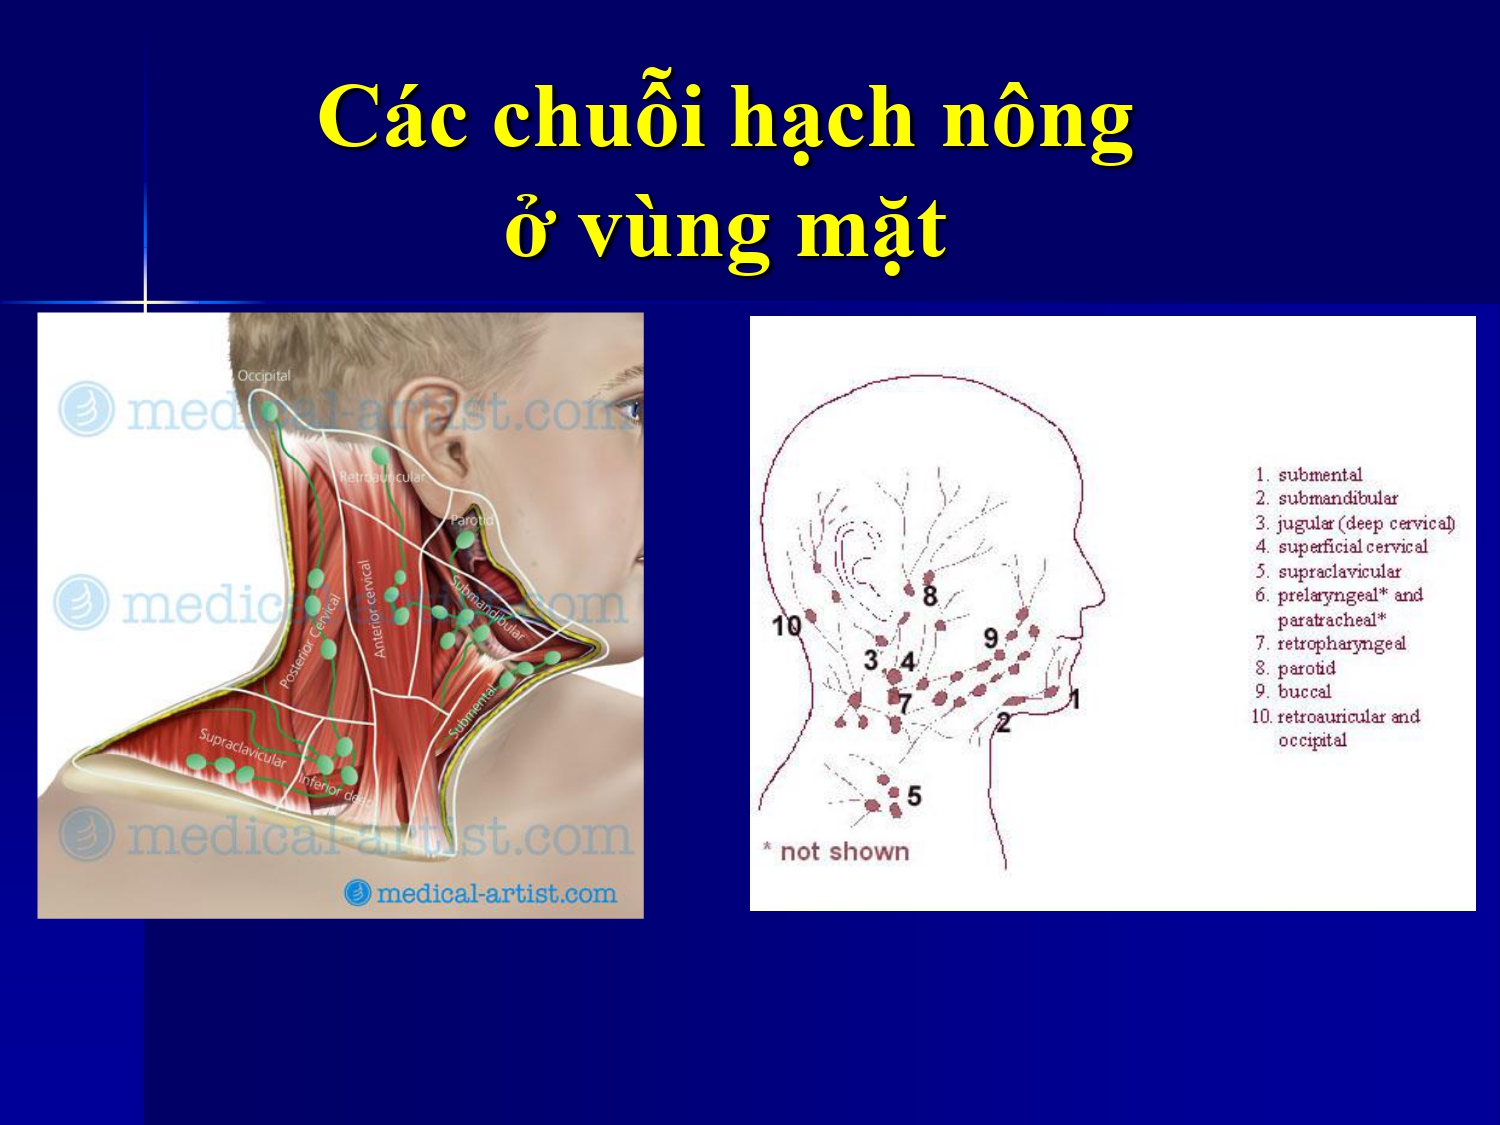 Các chuỗi hạch nông
ở vùng mặt
Occipital
medical-artist.com
Retroauricular
Parotid
Anterior cervical
Submandibular
medical-artist.com
Posterior Cervical
Submental
Supraclavicular
Inferior deep
medical-artist.com
medical-artist.com
1. submental
2. submandibular
3. jugular (deep cervical)
4. superficial cervical
5. supraclavicular
6. prelaryngeal* and
paratracheal*
7. retropharyngeal
8. parotid
9. buccal
10. retroauricular and
occipital
8
10
9
3
4
7
1
2
5
* not shown